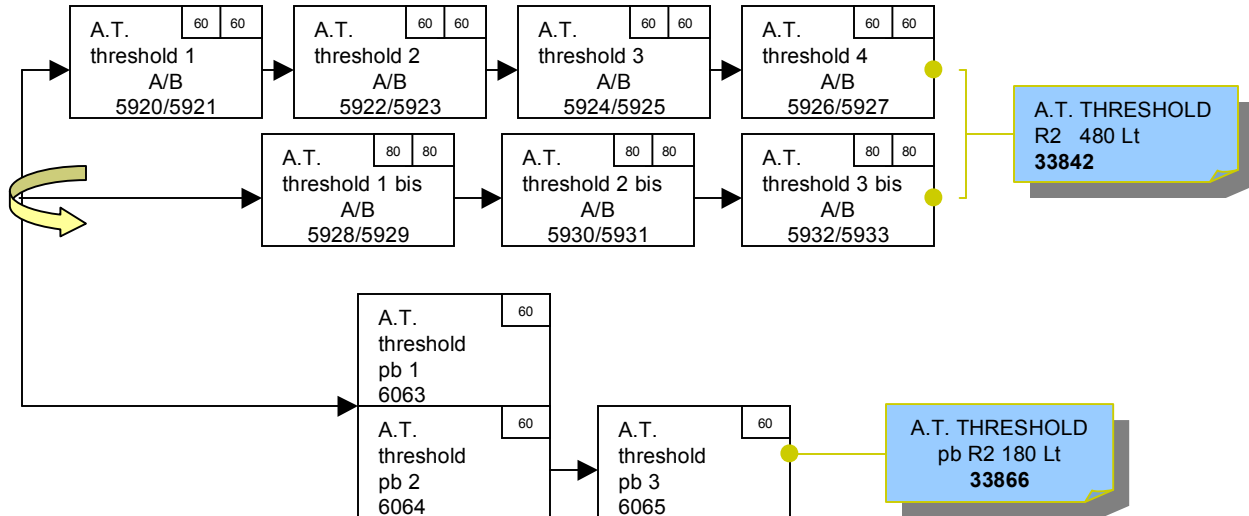 A.T. 60 60
threshold 1
A/B
5920/5921
A.T. 60 60
threshold 2
A/B
5922/5923
A.T. 60 60
threshold 3
A/B
5924/5925
A.T. 60 60
threshold 4
A/B
5926/5927
A.T. THRESHOLD
R2 480 Lt
33842
A.T. 80 80
threshold 1 bis
A/B
5928/5929
A.T. 80 80
threshold 2 bis
A/B
5930/5931
A.T. 80 80
threshold 3 bis
A/B
5932/5933
A.T. 60
threshold
pb 1
6063
A.T. 60
threshold
pb 2
6064
A.T. 60
threshold
pb 3
6065
A.T. THRESHOLD
pb R2 180 Lt
33866